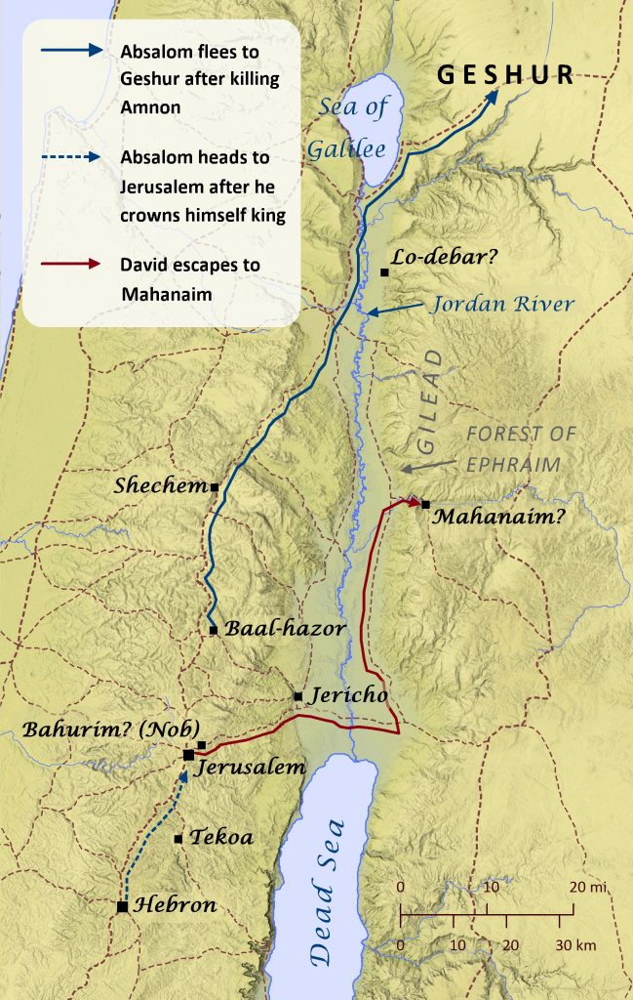 Absalom flees to
Geshur after killing
Amnon
Absalom heads to
Jerusalem after he
crowns himself king
David escapes to
Mahanaim
GESHUR
Sea of
Galilee
Lo-debar?
Jordan River
GILEAD
FOREST OF
EPHRAIM
Shechem
Mahanaim?
Baal-hazor
Jericho
Bahurim? (Nob)
Jerusalem
Tekoa
Hebron
Dead Sea
0 10 20 mi
0 10 20 30 km